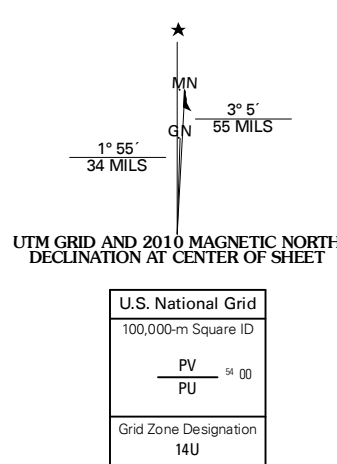 ★
MN
3° 5´
55 MILS
GN
1° 55´
34 MILS
UTM GRID AND 2010 MAGNETIC NORTH
DECLINATION AT CENTER OF SHEET
U.S. National Grid
100,000-m Square ID
PV
54 00
PU
Grid Zone Designation
14U